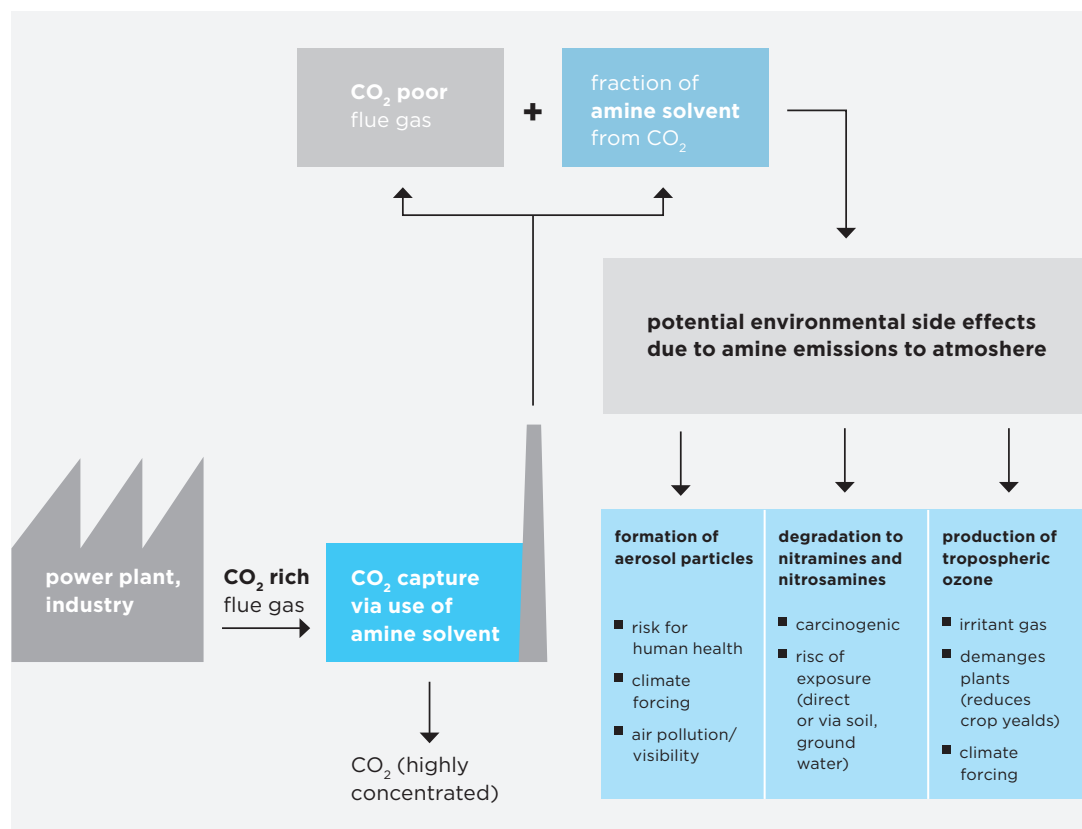 CO2 poor
flue gas
+
fraction of
amine solvent
from CO2
potential environmental side effects
due to amine emissions to atmoshere
power plant,
industry
CO2 rich
flue gas
CO2 capture
via use of
amine solvent
CO2 (highly
concentrated)
formation of
aerosol particles
■ risk for
human health
■ climate
forcing
■ air pollution/
visibility
degradation to
nitramines and
nitrosamines
■ carcinogenic
■ risc of
exposure
(direct
or via soil,
ground
water)
production of
tropospheric
ozone
■ irritant gas
■ demanges
plants
(reduces
crop yealds)
■ climate
forcing